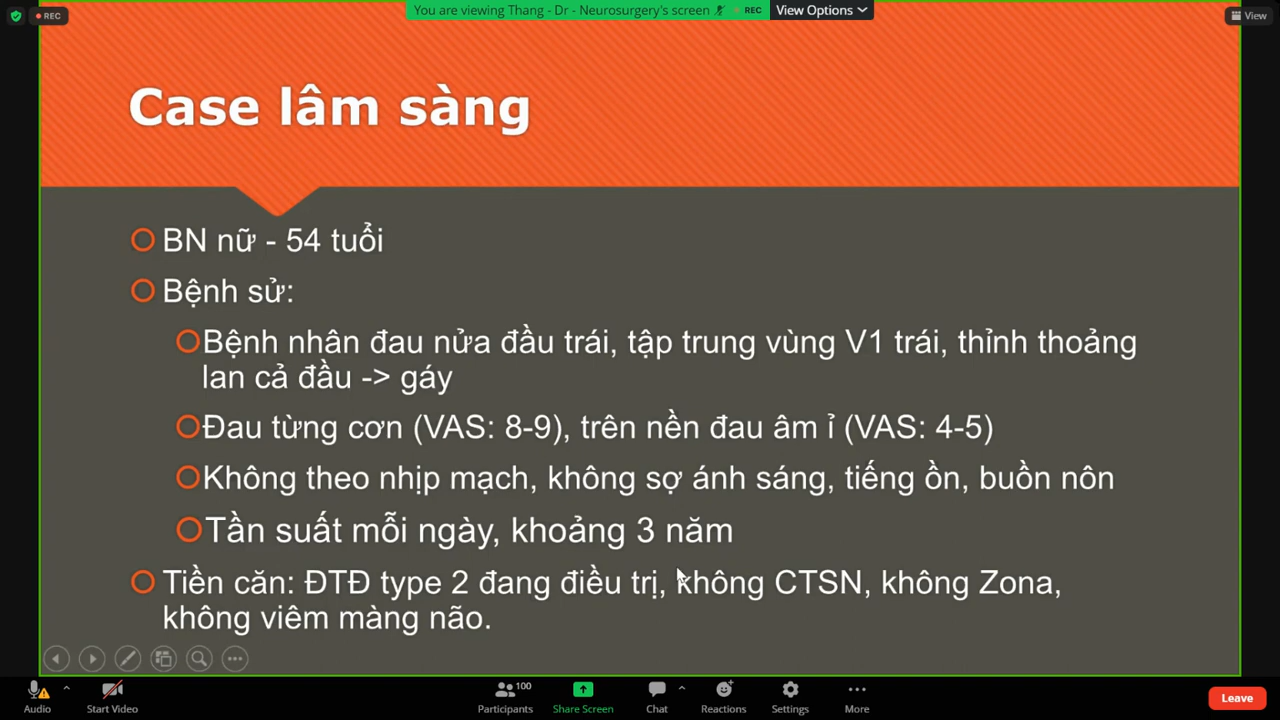 REC
You are viewing Thang - Dr - Neurosurgery's screen REC View Options
View
Case lâm sàng
BN nữ - 54 tuổi
Bệnh sử:
Bệnh nhân đau nửa đầu trái, tập trung vùng V1 trái, thỉnh thoảng
lan cả đầu -> gáy
Đau từng cơn (VAS: 8-9), trên nền đau âm ỉ (VAS: 4-5)
Không theo nhịp mạch, không sợ ánh sáng, tiếng ồn, buồn nôn
Tần suất mỗi ngày, khoảng 3 năm
Tiền căn: ĐTĐ type 2 đang điều trị, không CTSN, không Zona,
không viêm màng não.
Audio
Start Video
Participants 100
Share Screen
Chat
Reactions
Settings
More
Leave